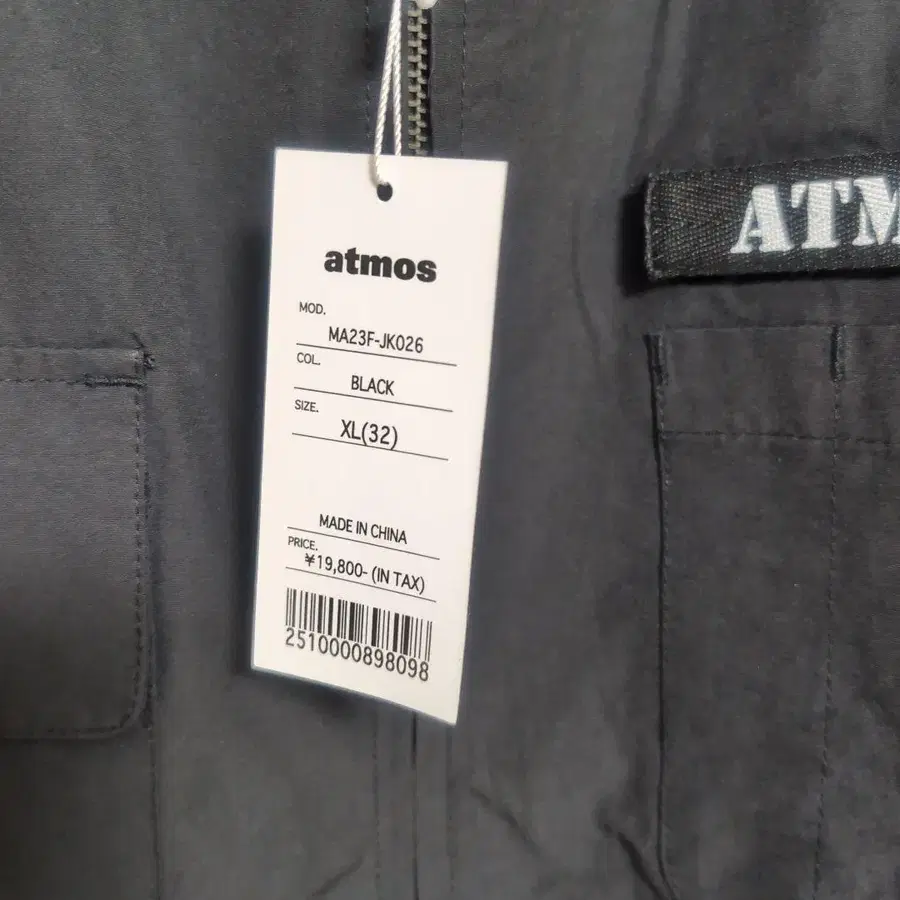 atmos
MOD.
MA23F-JK026
COL.
BLACK
SIZE.
XL(32)
MADE IN CHINA
PRICE.
¥19,800- (IN TAX)
2510000898098
ATM